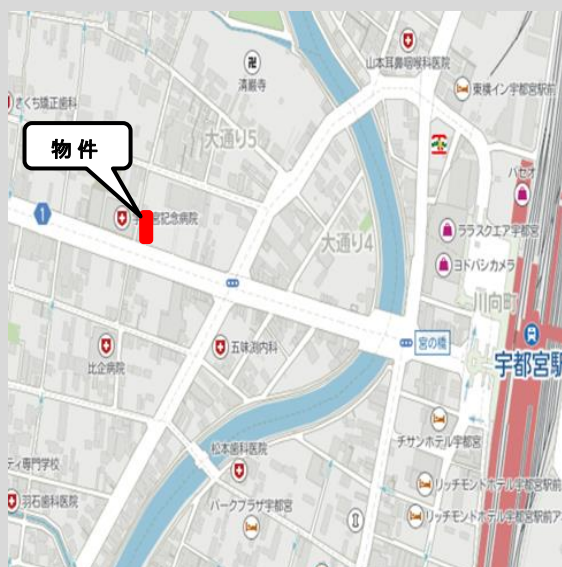 山本耳鼻咽喉科医院
清巌寺
東横イン宇都宮駅前
さくち矯正歯科
大通り5
物件
パセオ
1
宮記念病院
ララスクエア宇都宮
大通り4
ヨドバシカメラ
川向町
宮の橋
五味渕内科
比企病院
宇都宮駅
チサンホテル宇都宮
松本歯科医院
ティ専門学校
リッチモンドホテル宇都宮駅前
羽石歯科医院
パークプラザ宇都宮
リッチモンドホテル宇都宮駅前ア